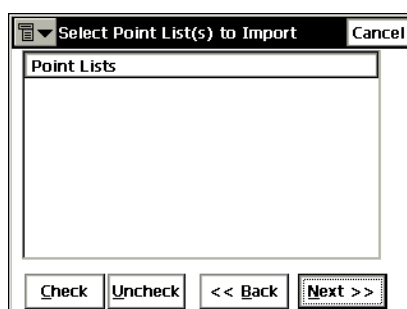 Select Point List(s) to Import Cancel
Point Lists
Check Uncheck << Back Next >>